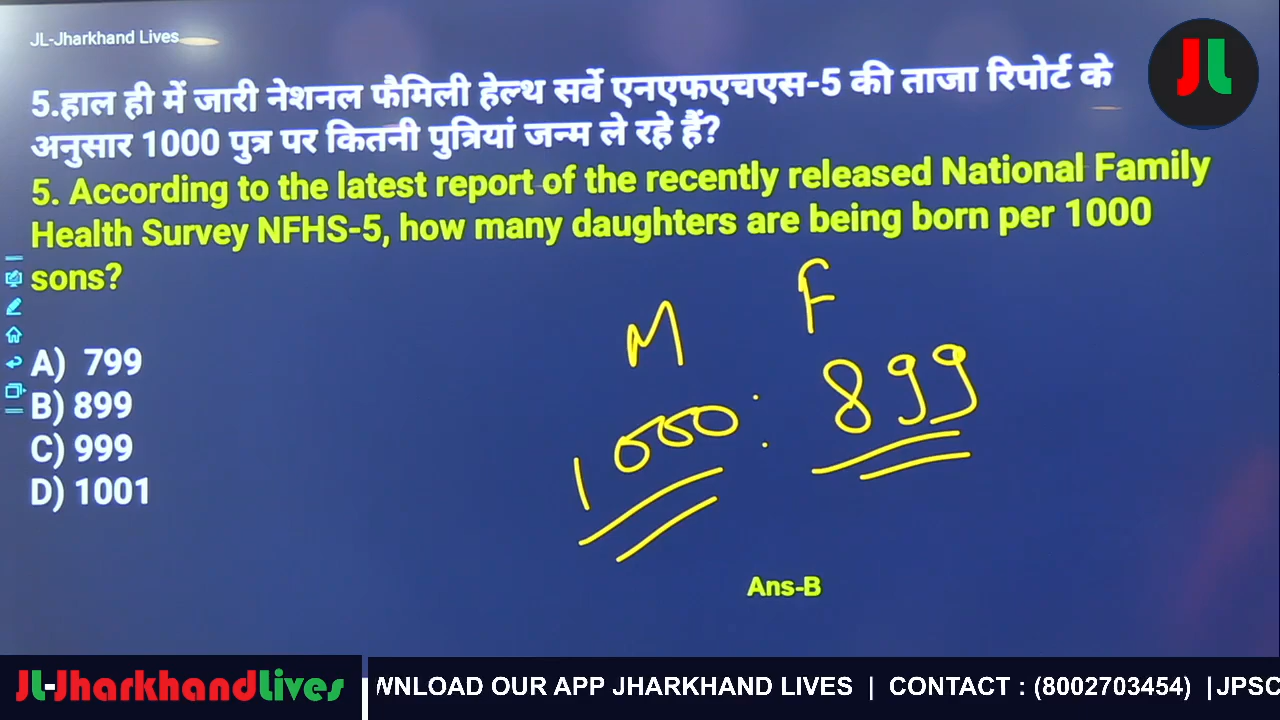 JL-Jharkhand Lives
JL
5.हाल ही में जारी नेशनल फैमिली हेल्थ सर्वे एनएफएचएस-5 की ताजा रिपोर्ट के
अनुसार 1000 पुत्र पर कितनी पुत्रियां जन्म ले रहे हैं?
5. According to the latest report of the recently released National Family
Health Survey NFHS-5, how many daughters are being born per 1000
sons?
A) 799
B) 899
C) 999
D) 1001
M F
1000 : 899
Ans-B
JL-JharkhandLives
WNLOAD OUR APP JHARKHAND LIVES | CONTACT : (8002703454) |JPSC